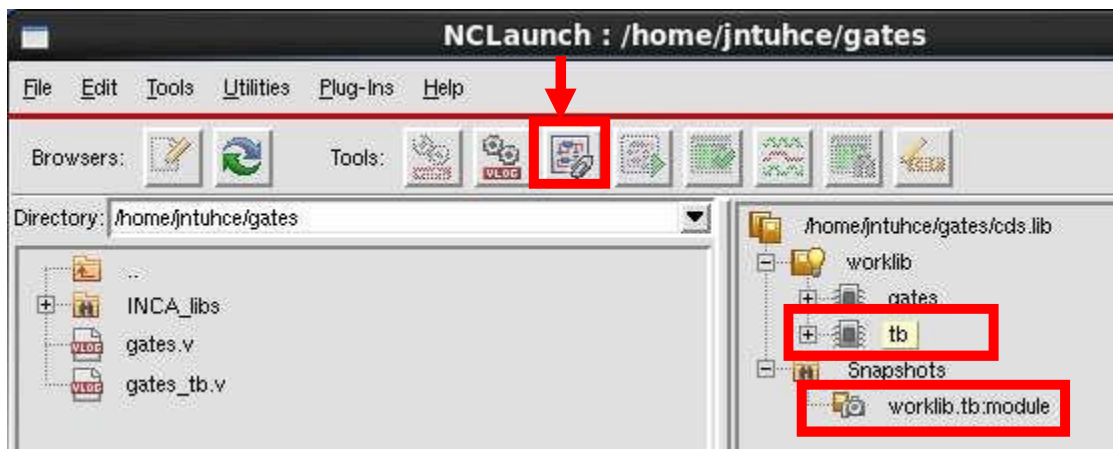 NCLaunch : /home/jntuhce/gates
File Edit Tools Utilities Plug-Ins Help
Browsers: Tools:
VLOG
Directory: /home/jntuhce/gates
..
INCA_libs
gates.v
gates_tb.v
/home/jntuhce/gates/cds.lib
worklib
gates
tb
Snapshots
worklib.tb:module